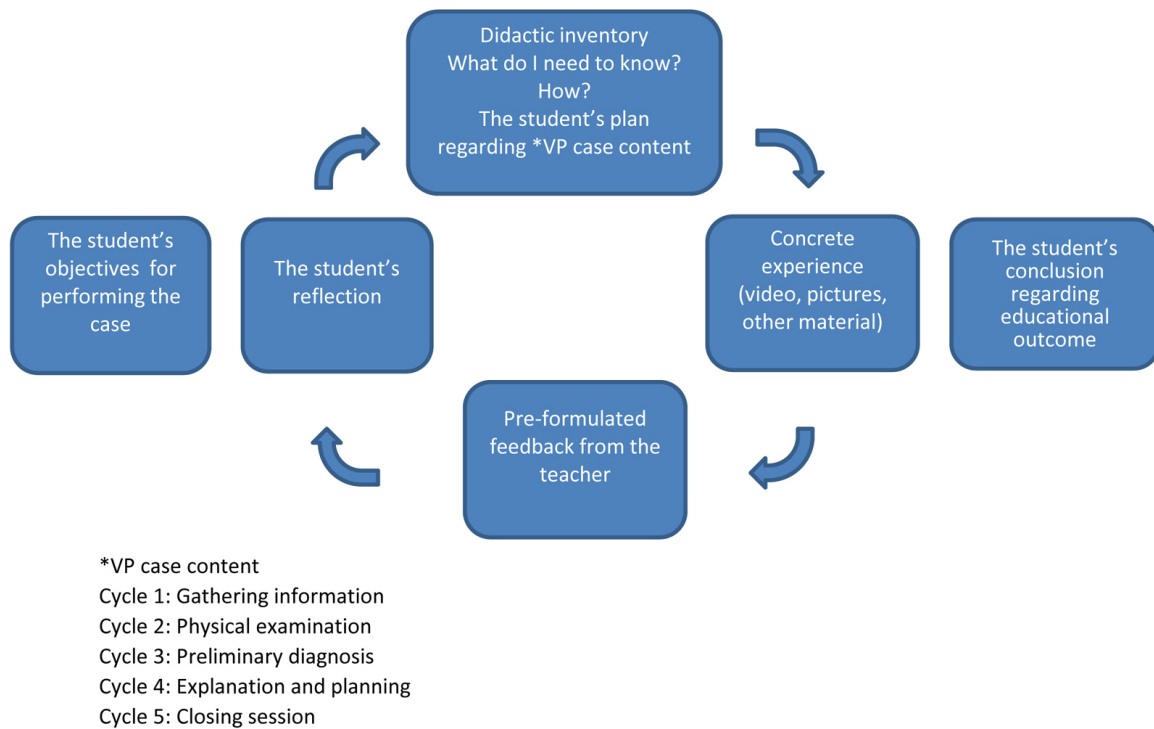 Didactic inventory
What do I need to know?
How?
The student’s plan
regarding *VP case content
The student’s
objectives for
performing the
case
The student’s
reflection
Concrete
experience
(video, pictures,
other material)
The student’s
conclusion
regarding
educational
outcome
Pre-formulated
feedback from the
teacher
*VP case content
Cycle 1: Gathering information
Cycle 2: Physical examination
Cycle 3: Preliminary diagnosis
Cycle 4: Explanation and planning
Cycle 5: Closing session